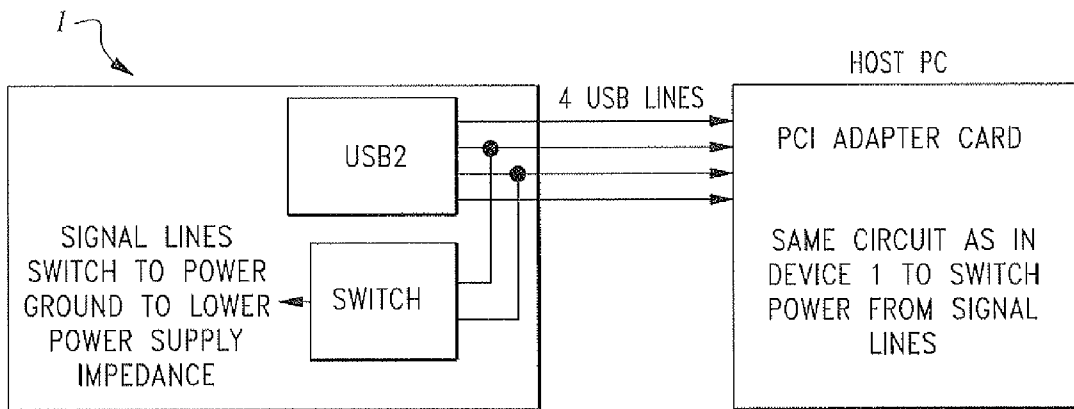 1
HOST PC
4 USB LINES
USB2
PCI ADAPTER CARD
SIGNAL LINES
SWITCH TO POWER
GROUND TO LOWER
POWER SUPPLY
IMPEDANCE
SWITCH
SAME CIRCUIT AS IN
DEVICE 1 TO SWITCH
POWER FROM SIGNAL
LINES